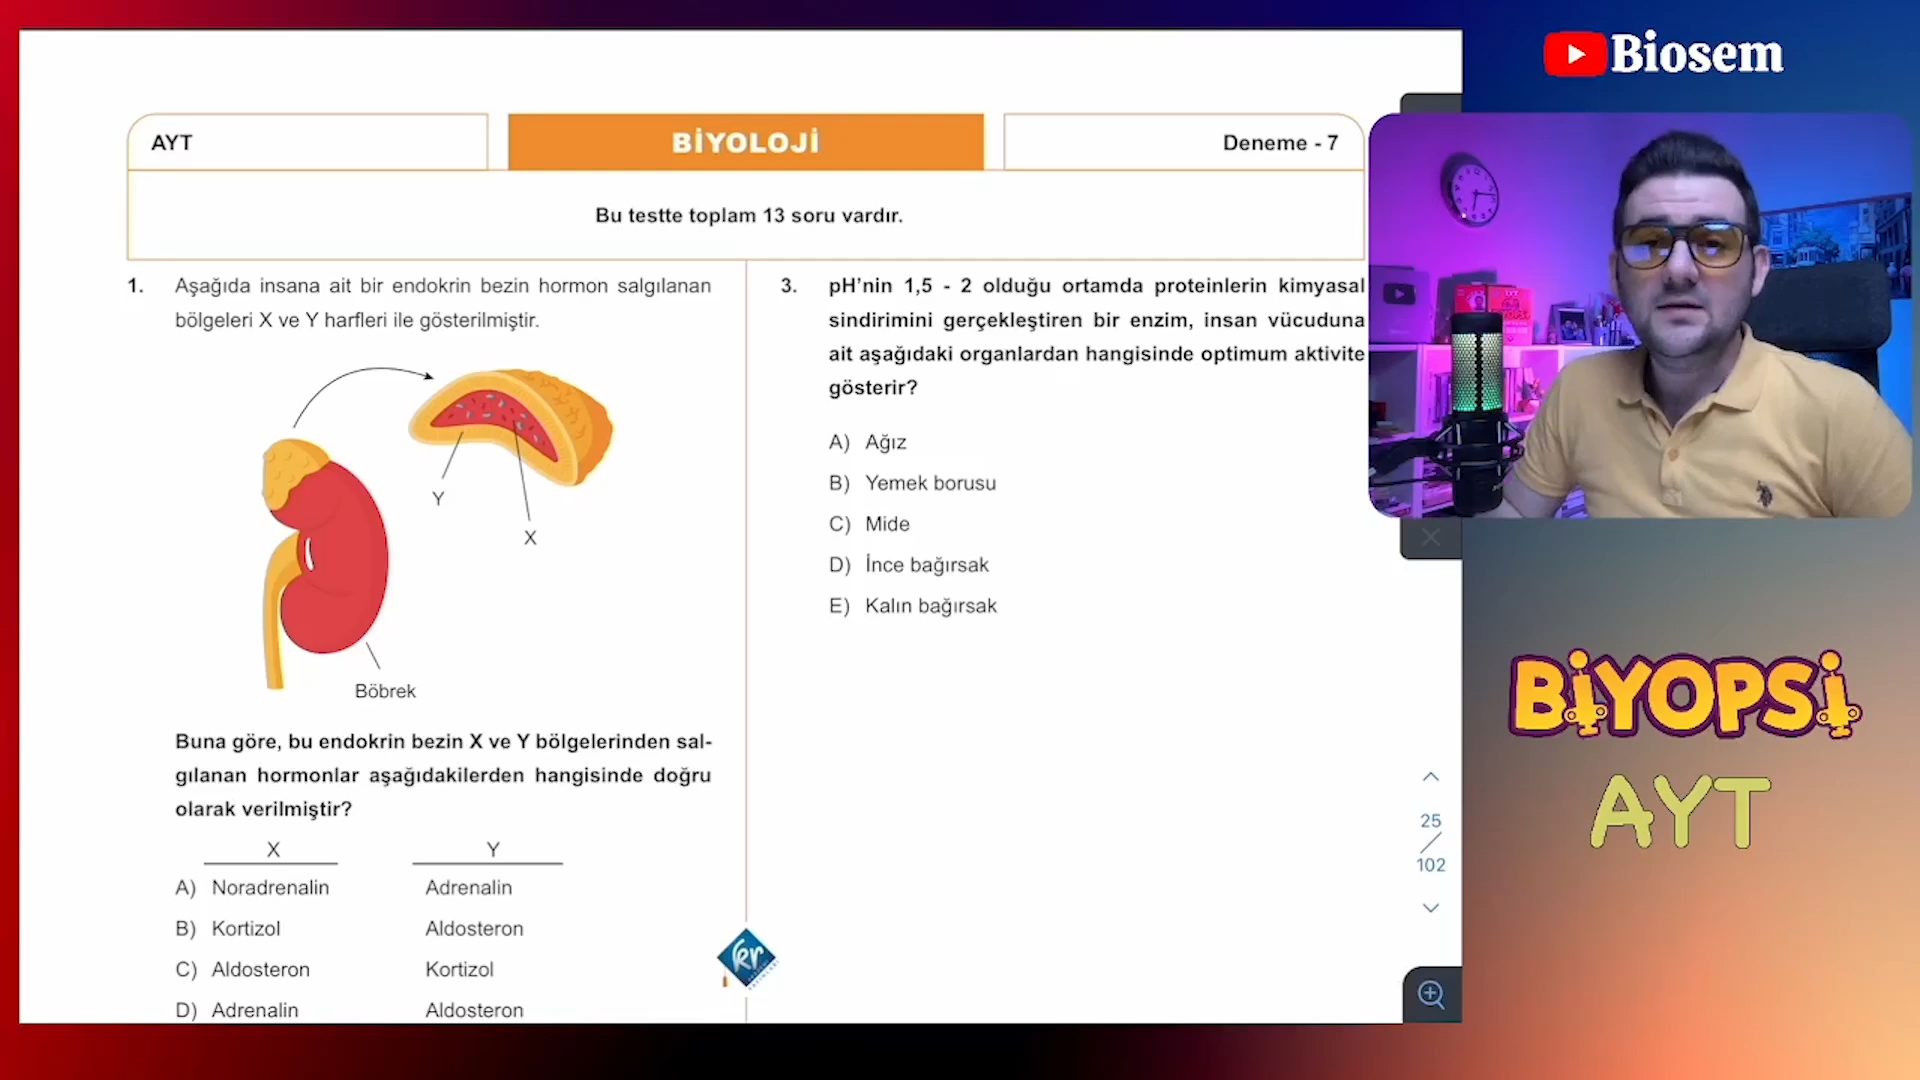 Biosem
AYT
BİYOLOJİ
Deneme - 7
Bu testte toplam 13 soru vardır.
1. Aşağıda insana ait bir endokrin bezin hormon salgılanan
bölgeleri X ve Y harfleri ile gösterilmiştir.
Y
X
Böbrek
Buna göre, bu endokrin bezin X ve Y bölgelerinden sal-
gılanan hormonlar aşağıdakilerden hangisinde doğru
olarak verilmiştir?
X Y
A) Noradrenalin Adrenalin
B) Kortizol Aldosteron
C) Aldosteron Kortizol
D) Adrenalin Aldosteron
3. pH’nin 1,5 - 2 olduğu ortamda proteinlerin kimyasal
sindirimini gerçekleştiren bir enzim, insan vücuduna
ait aşağıdaki organlardan hangisinde optimum aktivite
gösterir?
A) Ağız
B) Yemek borusu
C) Mide
D) İnce bağırsak
E) Kalın bağırsak
kr
25
102
BİYOPSİ
AYT